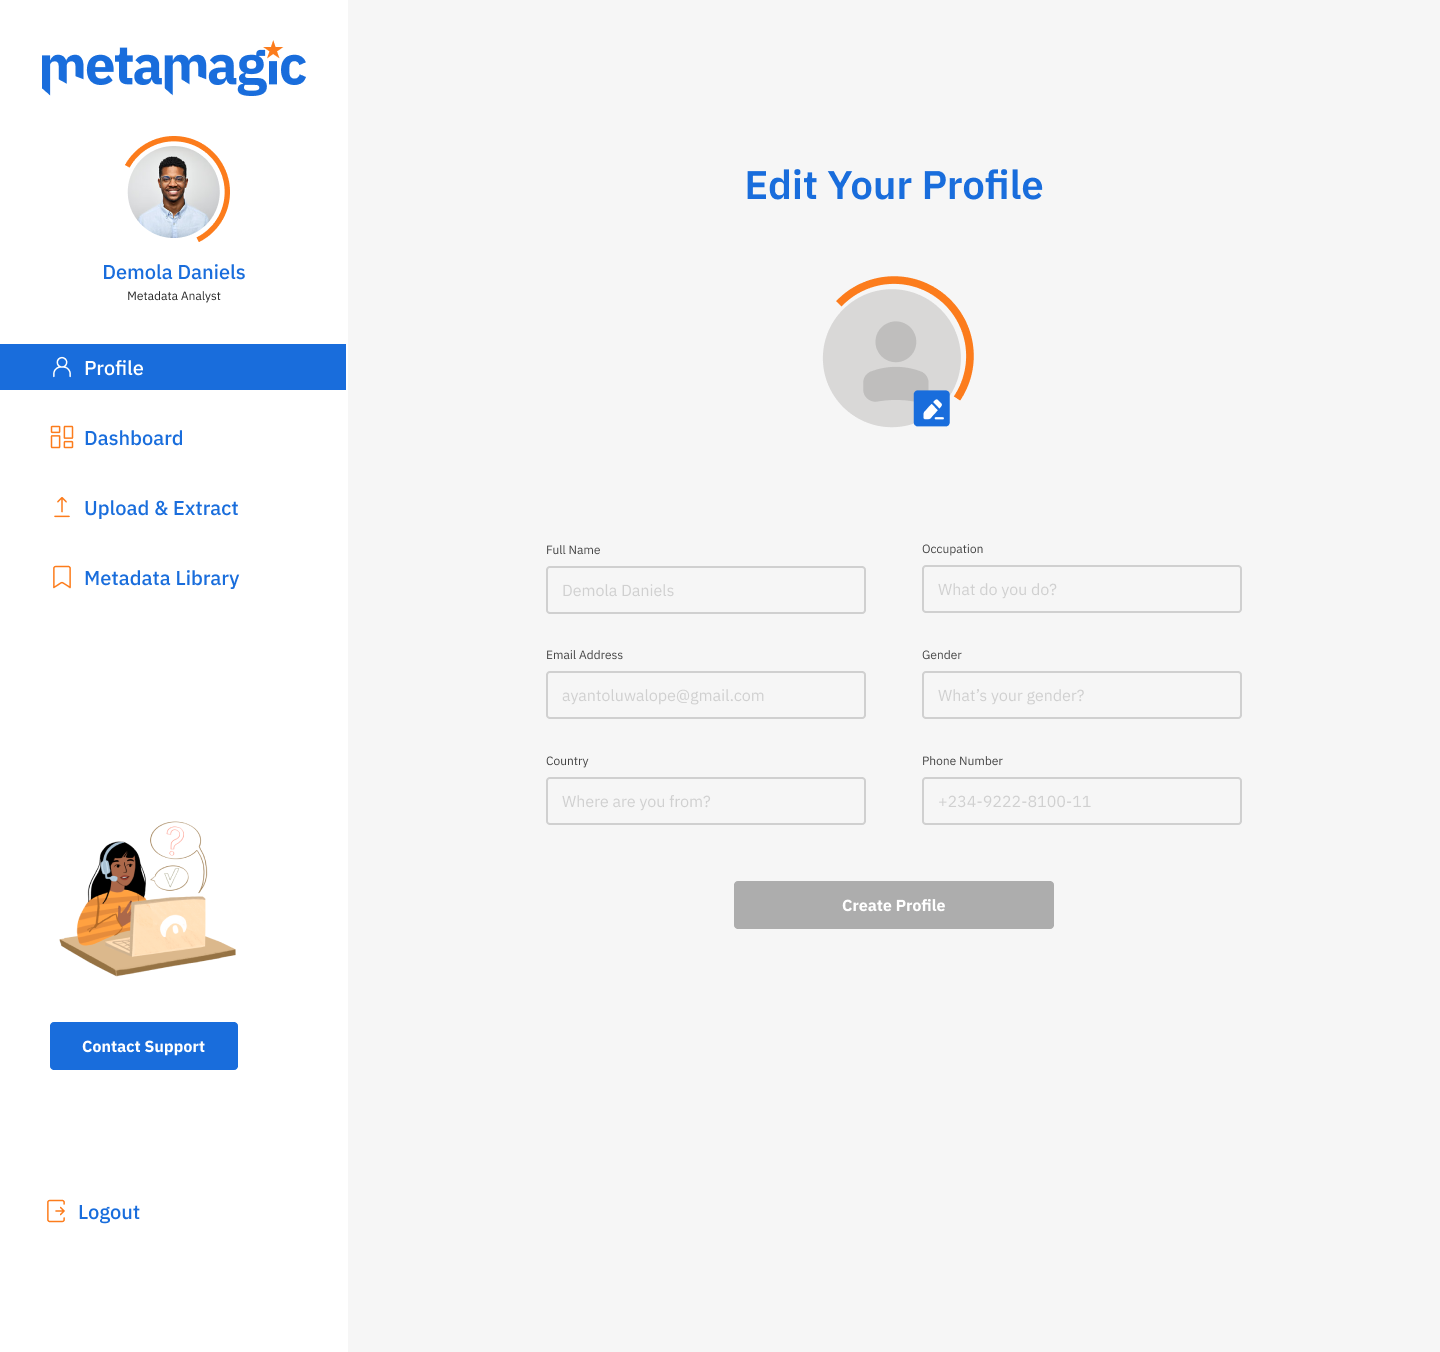 metamagic
Demola Daniels
Metadata Analyst
Profile
Dashboard
Upload & Extract
Metadata Library
Contact Support
Logout
Edit Your Profile
Full Name
Demola Daniels
Occupation
What do you do?
Email Address
ayantoluwalope@gmail.com
Gender
What’s your gender?
Country
Where are you from?
Phone Number
+234-9222-8100-11
Create Profile